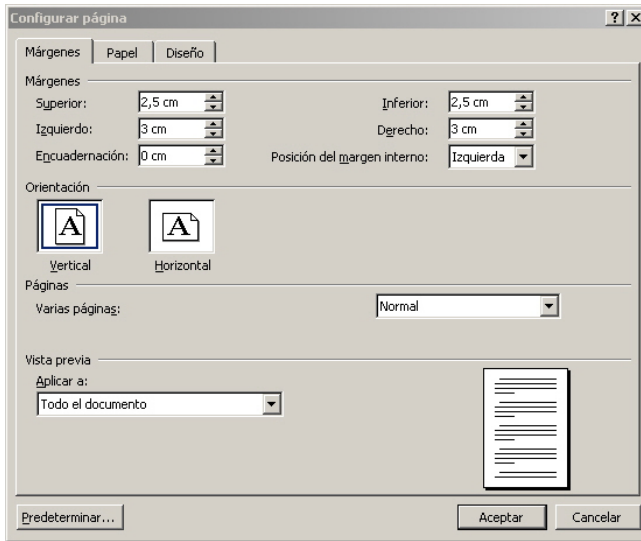 Configurar página
Márgenes Papel Diseño
Márgenes
Superior: 2,5 cm Inferior: 2,5 cm
Izquierdo: 3 cm Derecho: 3 cm
Encuadernación: 0 cm Posición del margen interno: Izquierda
Orientación
A A
Vertical Horizontal
Páginas
Varias páginas: Normal
Vista previa
Aplicar a:
Todo el documento
Predeterminar... Aceptar Cancelar